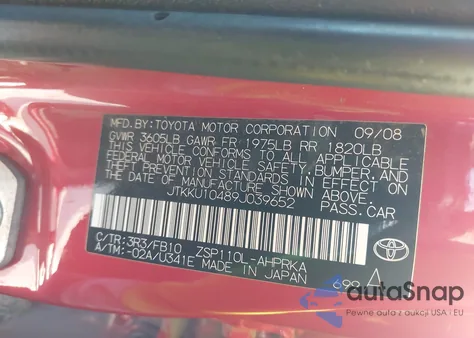 MFD.BY:TOYOTA MOTOR CORPORATION 09/08
GVWR 3605LB GAWR FR 1975LB RR 1820LB
THIS VEHICLE CONFORMS TO ALL APPLICABLE
FEDERAL MOTOR VEHICLE SAFETY, BUMPER, AND
THEFT PREVENTION STANDARDS IN EFFECT ON
THE DATE OF MANUFACTURE SHOWN ABOVE.
JTKKU10489J039652 PASS.CAR
C/TR:3R3/FB10 ZSP110L-AHPRKA
A/TM:-02A/U341E MADE IN JAPAN 698
TOYOTA
autoSnap
Pewne auto z aukcji USA i EU